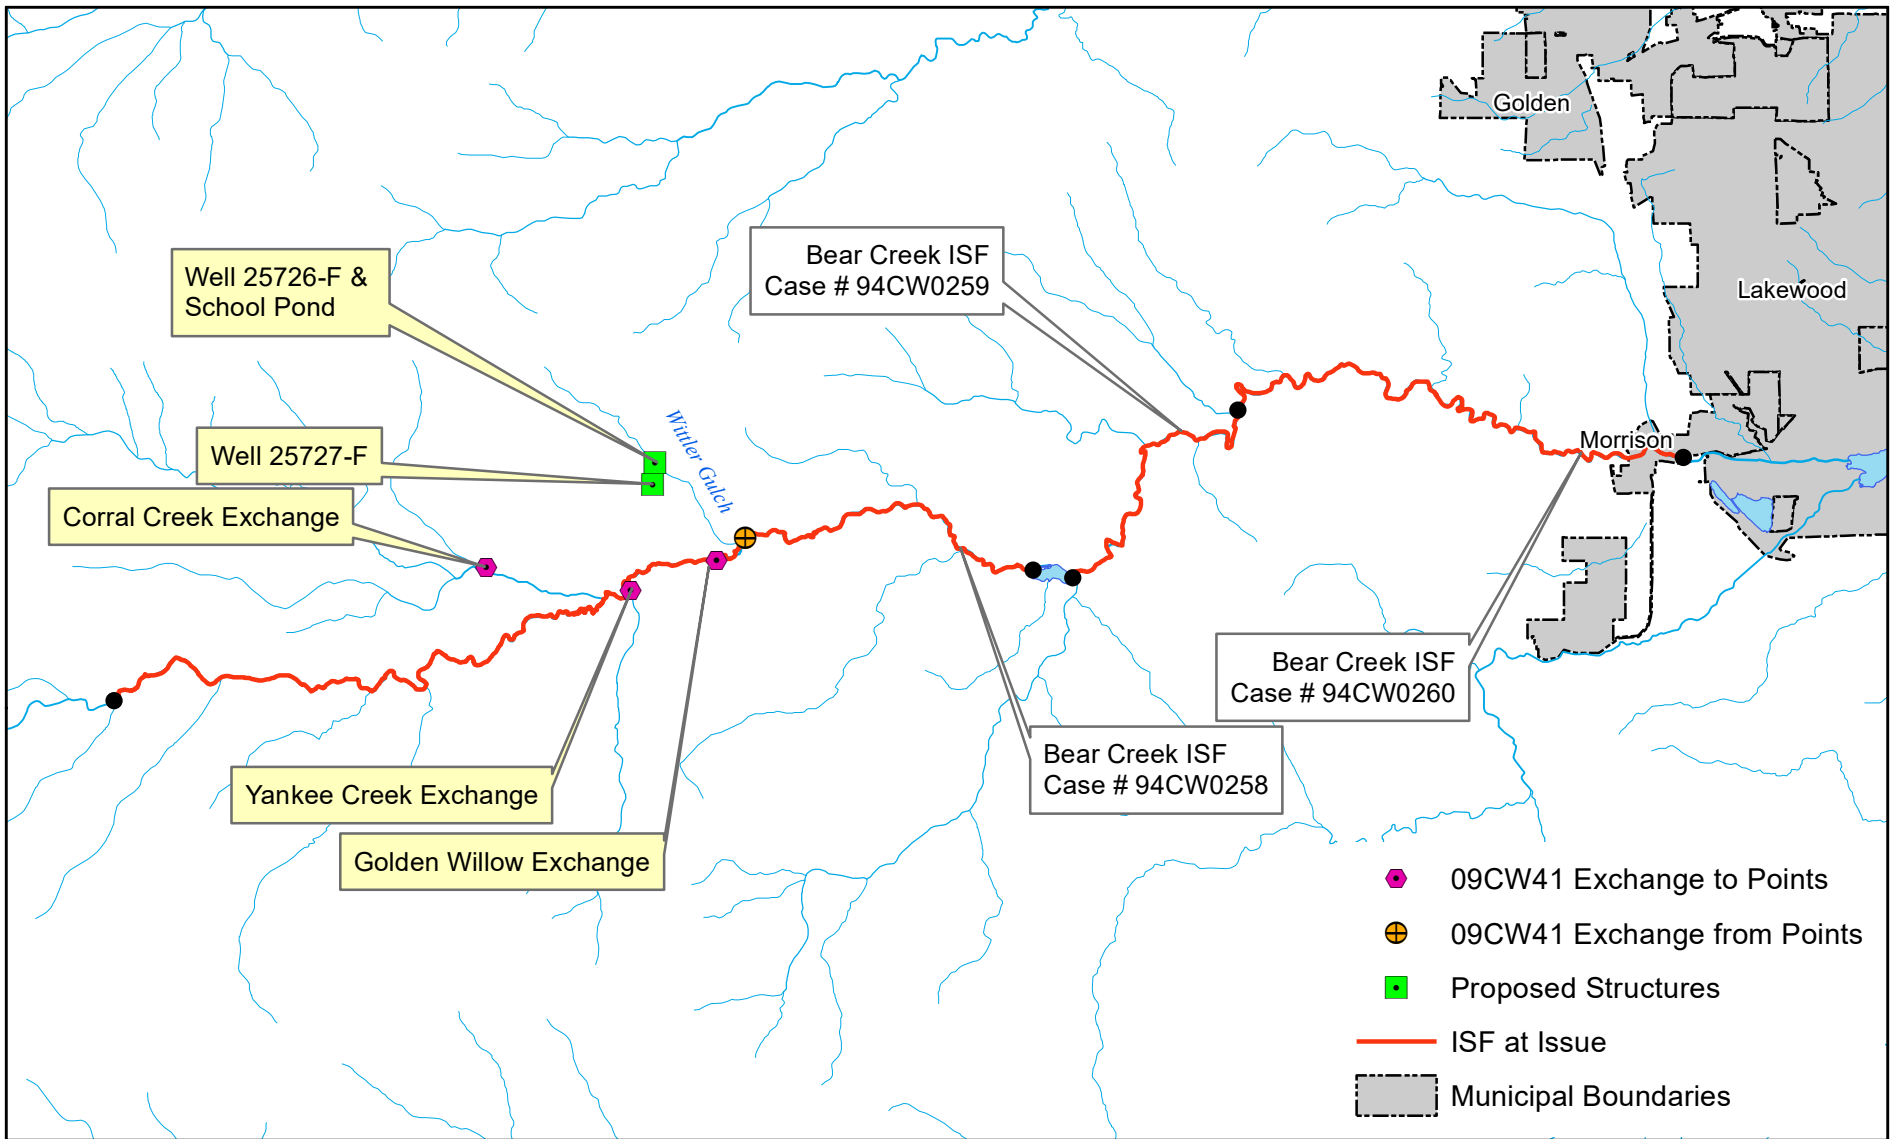 Golden
Lakewood
Well 25726-F &
School Pond
Bear Creek ISF
Case # 94CW0259
Wittler Gulch
Well 25727-F
Morrison
Corral Creek Exchange
Bear Creek ISF
Case # 94CW0260
Bear Creek ISF
Case # 94CW0258
Yankee Creek Exchange
Golden Willow Exchange
09CW41 Exchange to Points
09CW41 Exchange from Points
Proposed Structures
ISF at Issue
Municipal Boundaries